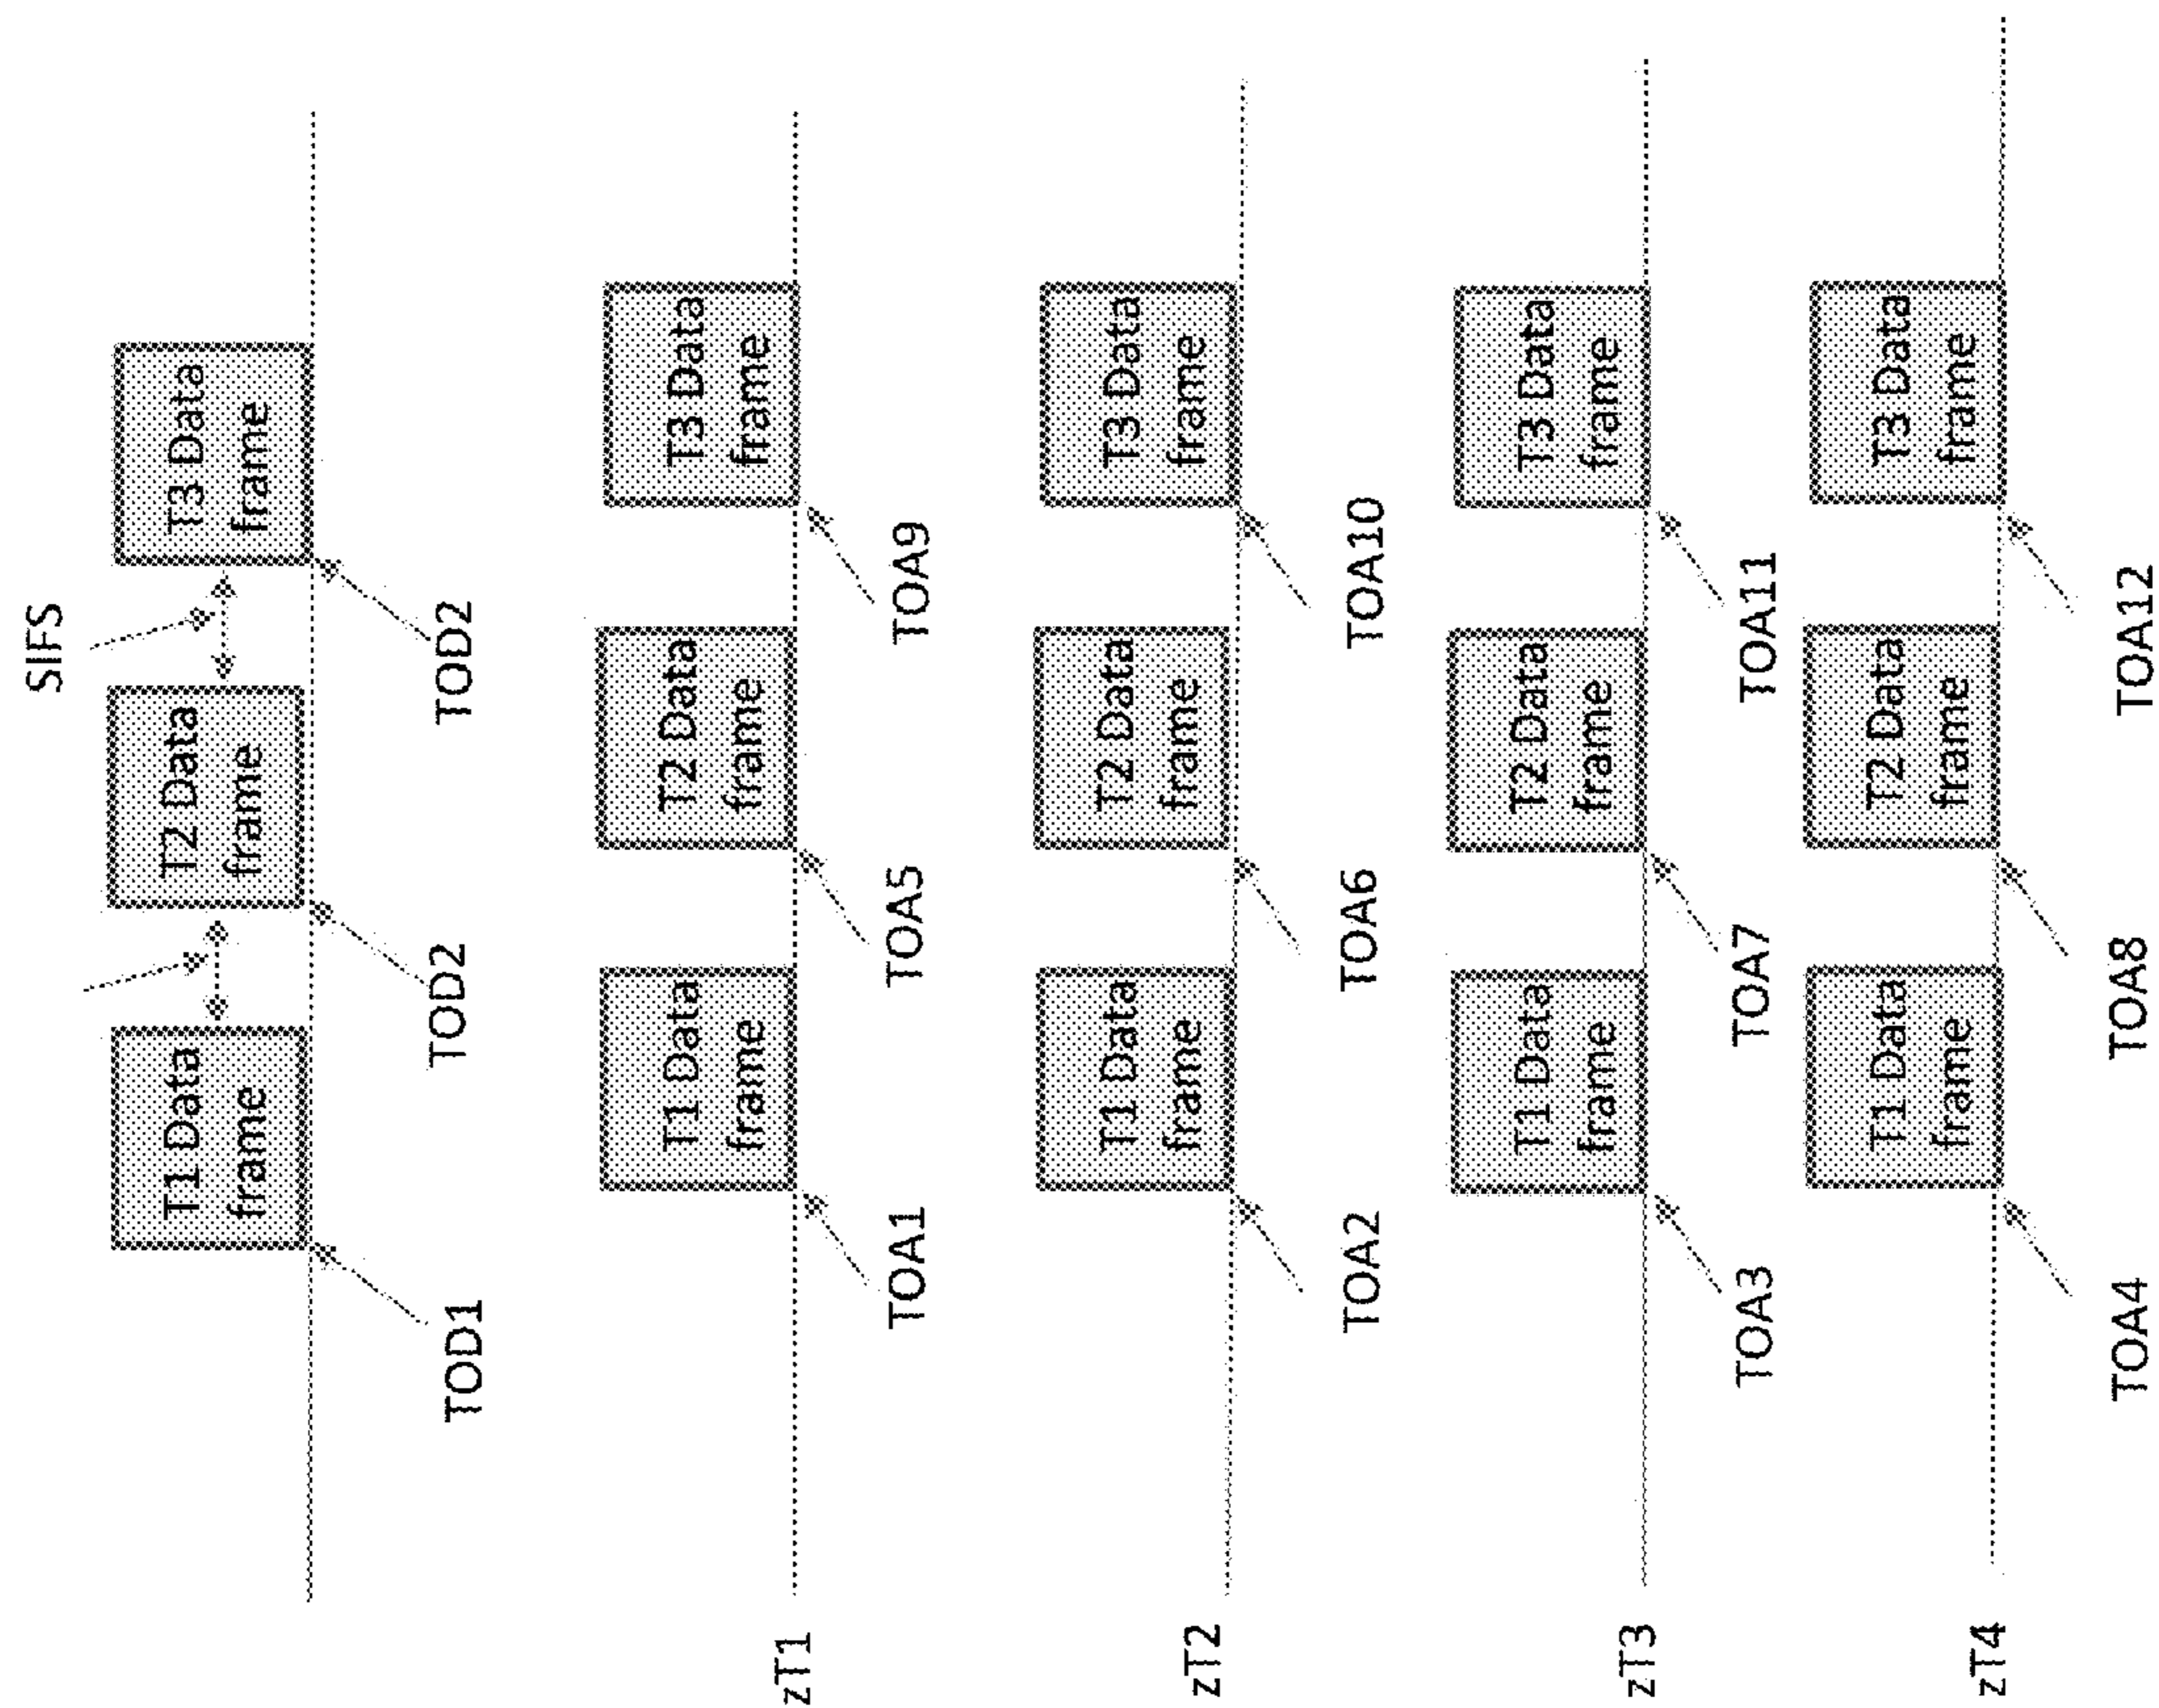 SIFS
T1 Data
frame
T2 Data
frame
T3 Data
frame
TOD1
TOD2
TOD2
T1 Data
frame
T2 Data
frame
T3 Data
frame
zT1
TOA1
TOA5
TOA9
T1 Data
frame
T2 Data
frame
T3 Data
frame
zT2
TOA2
TOA6
TOA10
T1 Data
frame
T2 Data
frame
T3 Data
frame
zT3
TOA3
TOA7
TOA11
T1 Data
frame
T2 Data
frame
T3 Data
frame
zT4
TOA4
TOA8
TOA12